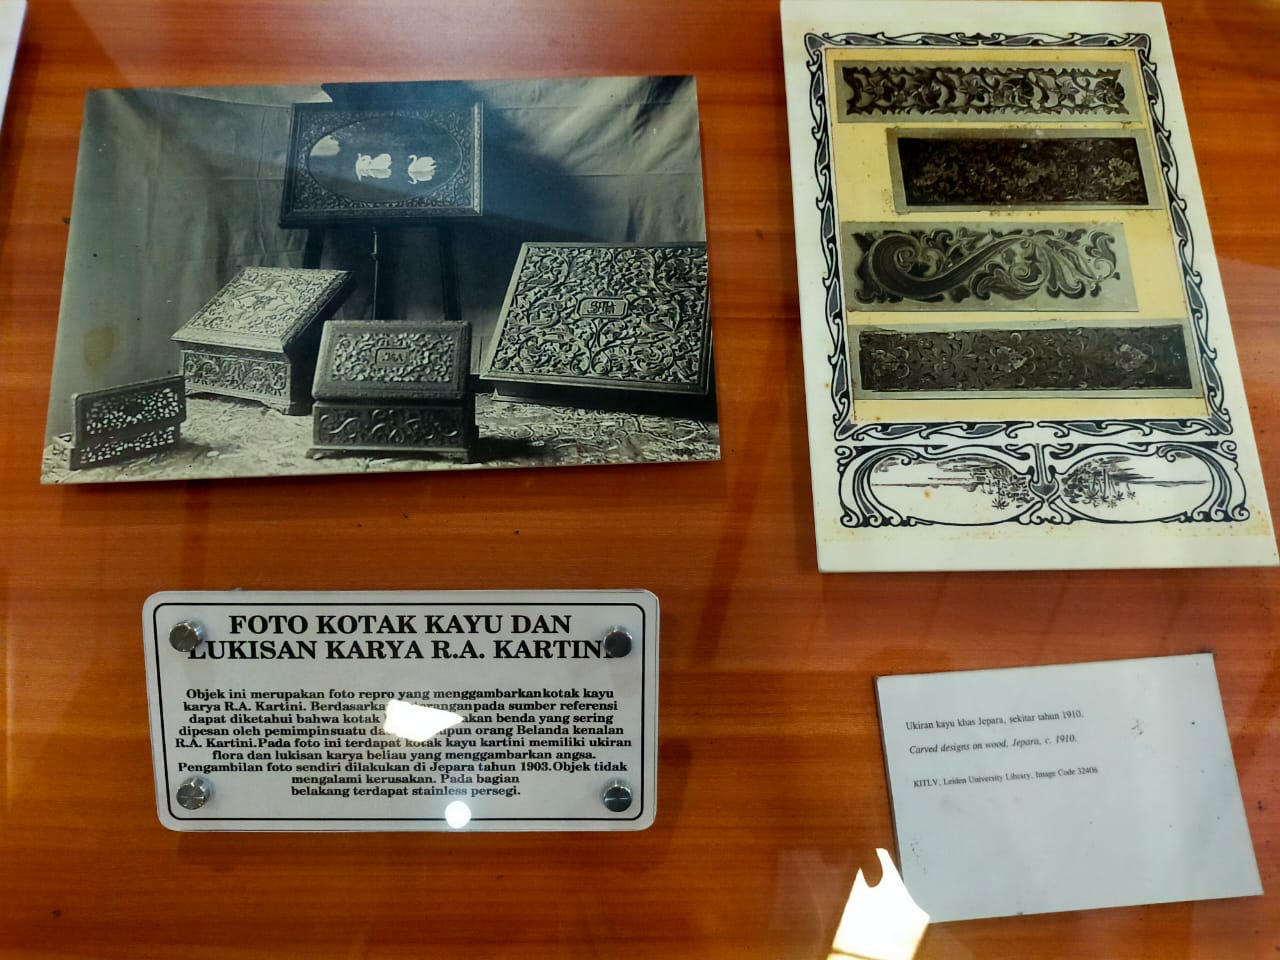 FOTO KOTAK KAYU DAN
LUKISAN KARYA R.A. KARTINI
Objek ini merupakan foto repro yang menggambarkankotak kayu
karya R.A. Kartini. Berdasarkan pada sumber referensi
dapat diketahui bahwa kotak benda yang sering
dipesan oleh pemimpinsuatu orang Belanda kenalan
R.A. Kartini.Pada foto ini terdapat kotak kayu kartini memiliki ukiran
flora dan lukisan karya beliau yang menggambarkan angsa.
Pengambilan foto sendiri dilakukan di Jepara tahun 1903.Objek tidak
mengalami kerusakan. Pada bagian
belakang terdapat stainless persegi.
Ukiran kayu khas Jepara, sekitar tahun 1910.
Carved designs on wood, Jepara, c. 1910.
KITLV, Leiden University Library, Image Code 32406